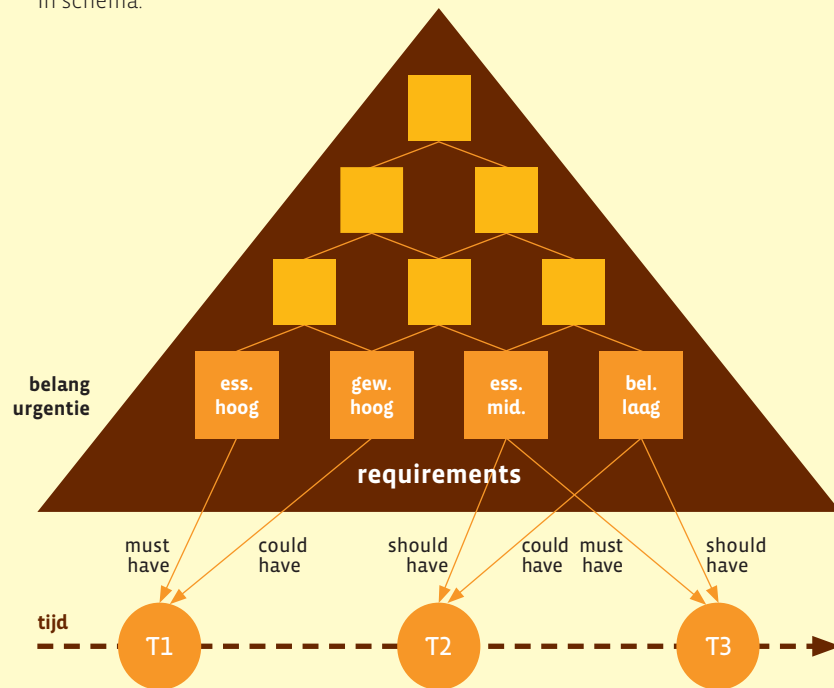 in schema:
belang
urgentie
ess.
hoog
gew.
hoog
ess.
mid.
bel.
laag
requirements
must
have
could
have
should
have
could
have
must
have
should
have
tijd
T1
T2
T3